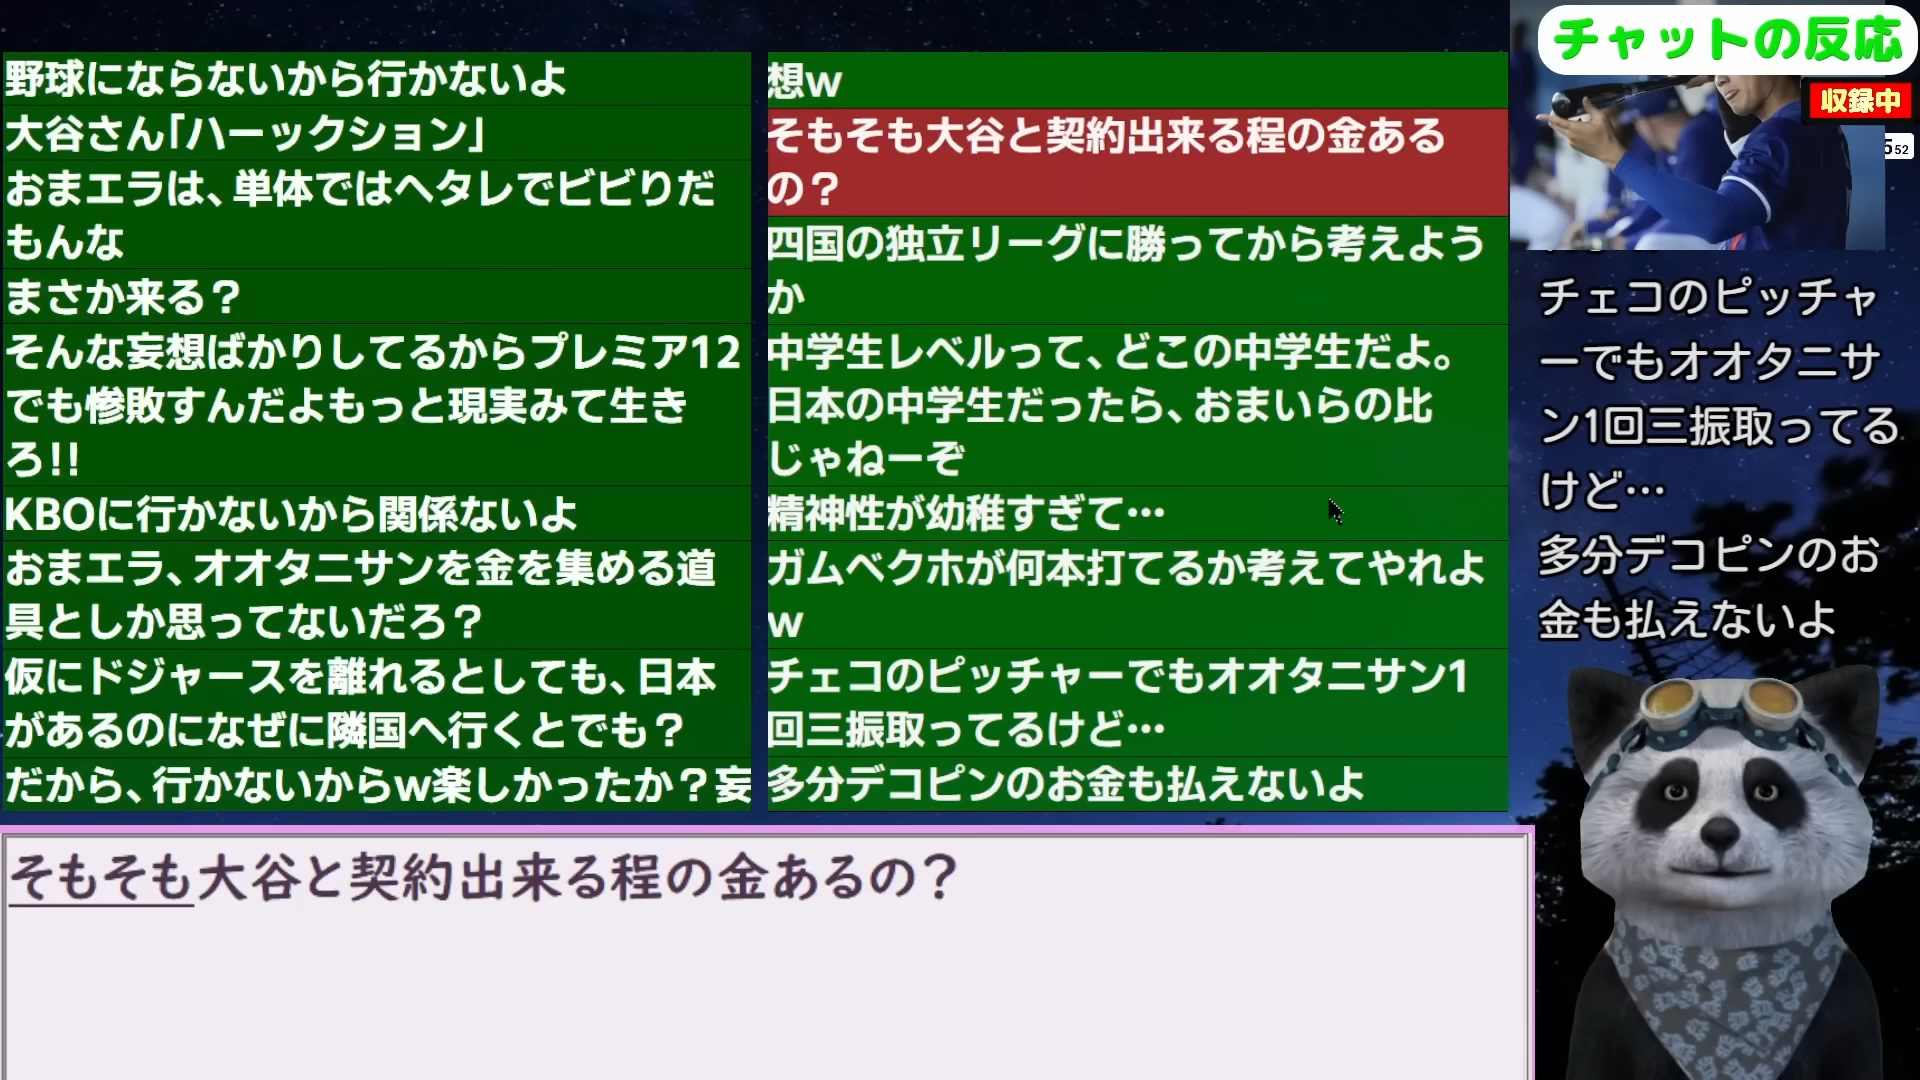 野球にならないから行かないよ
大谷さん「ハーックション」
おまエラは、単体ではヘタレでビビりだ
もんな
まさか来る？
そんな妄想ばかりしてるからプレミア12
でも惨敗すんだよもっと現実みて生き
ろ!!
KBOに行かないから関係ないよ
おまエラ、オオタニサンを金を集める道
具としか思ってないだろ？
仮にドジャースを離れるとしても、日本
があるのになぜに隣国へ行くとでも？
だから、行かないからw楽しかったか？妄
想w
そもそも大谷と契約出来る程の金ある
の？
四国の独立リーグに勝ってから考えよう
か
中学生レベルって、どこの中学生だよ。
日本の中学生だったら、おまいらの比
じゃねーぞ
精神性が幼稚すぎて…
ガムベクホが何本打てるか考えてやれよ
w
チェコのピッチャーでもオオタニサン1
回三振取ってるけど…
多分デコピンのお金も払えないよ
チャットの反応
収録中
552
チェコのピッチャ
ーでもオオタニサ
ン1回三振取ってる
けど…
多分デコピンのお
金も払えないよ
そもそも大谷と契約出来る程の金あるの？